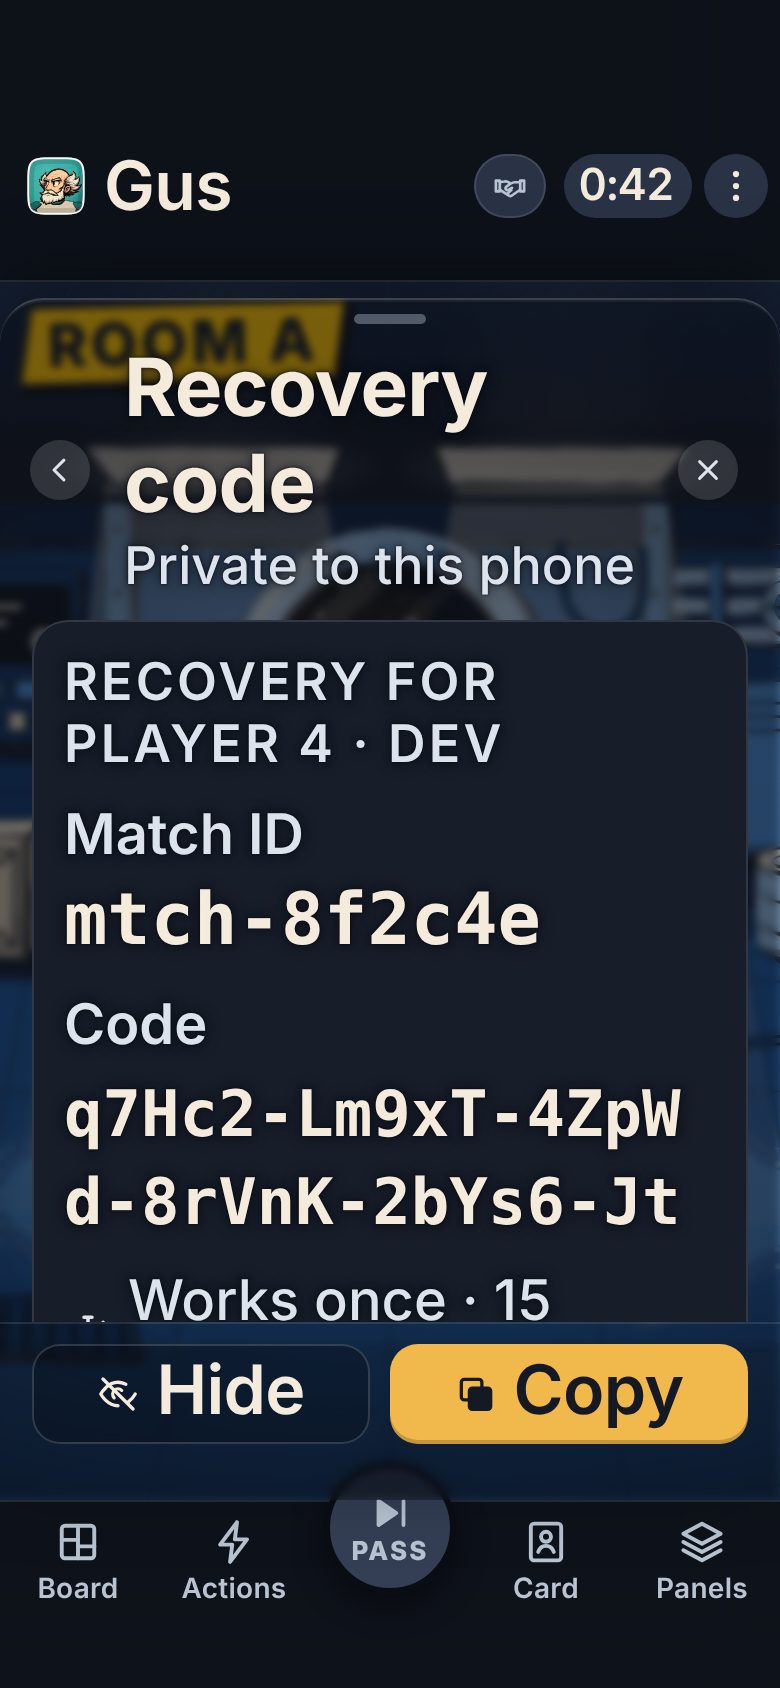 Gus
0:42
ROOM A
Recovery
code
Private to this phone
RECOVERY FOR
PLAYER 4 · DEV
Match ID
mtch-8f2c4e
Code
q7Hc2-Lm9xT-4ZpW
d-8rVnK-2bYs6-Jt
Works once · 15
Hide
Copy
PASS
Board
Actions
Card
Panels